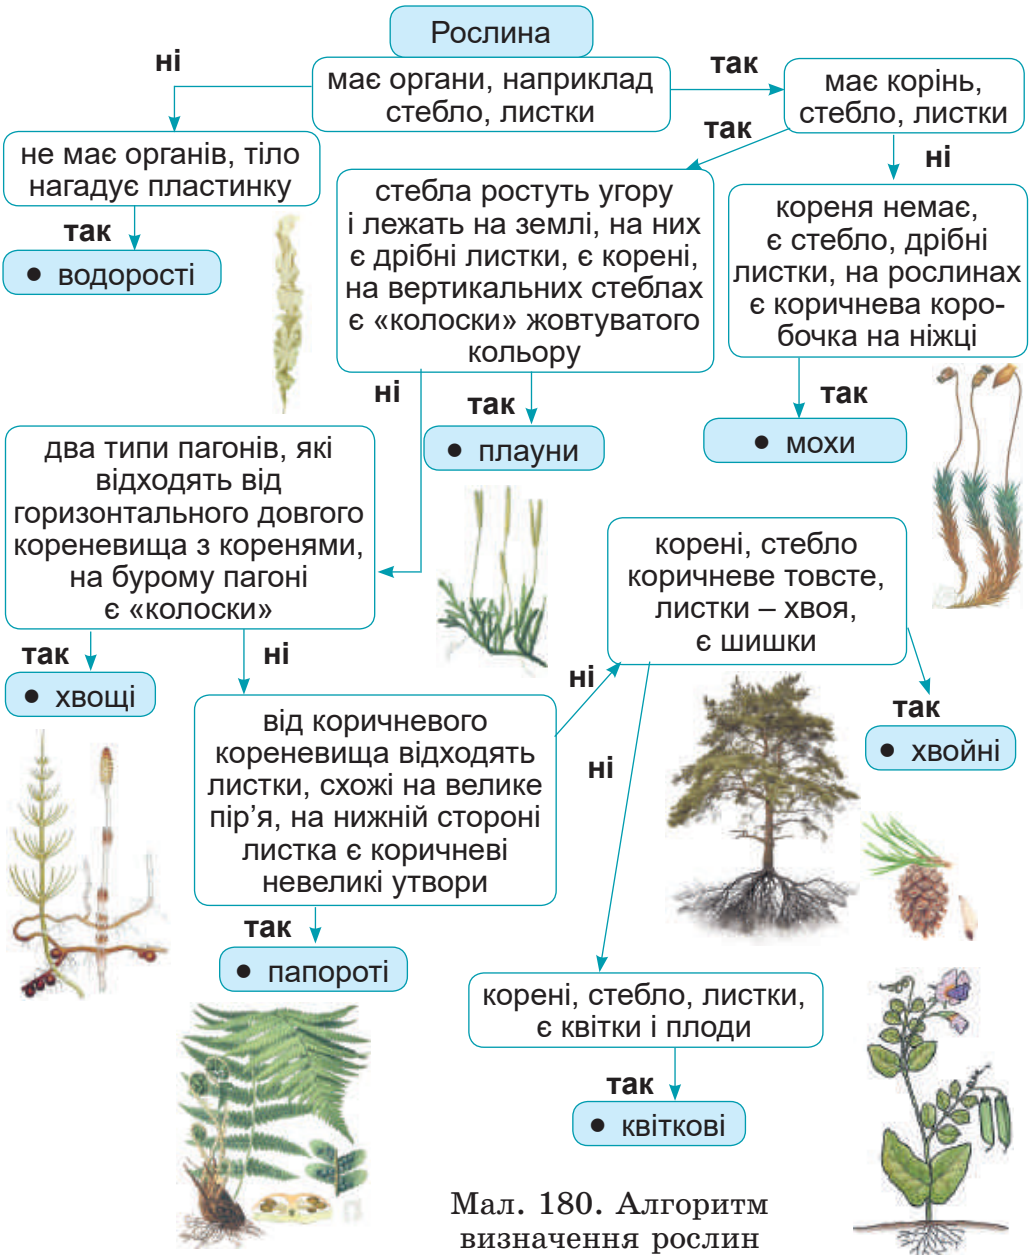 Рослина
ні
так
має органи, наприклад
стебло, листки
має корінь,
стебло, листки
так
ні
не має органів, тіло
нагадує пластинку
так
• водорості
стебла ростуть угору
і лежать на землі, на них
є дрібні листки, є корені,
на вертикальних стеблах
є «колоски» жовтуватого
кольору
кореня немає,
є стебло, дрібні
листки, на рослинах
є коричнева коро-
бочка на ніжці
ні
так
• плауни
так
• мохи
два типи пагонів, які
відходять від
горизонтального довгого
кореневища з коренями,
на бурому пагоні
є «колоски»
так
• хвощі
ні
корені, стебло
коричневе товсте,
листки – хвоя,
є шишки
ні
так
• хвойні
від коричневого
кореневища відходять
листки, схожі на велике
пір’я, на нижній стороні
листка є коричневі
невеликі утвори
ні
так
• папороті
корені, стебло, листки,
є квітки і плоди
так
• квіткові
Мал. 180. Алгоритм
визначення рослин